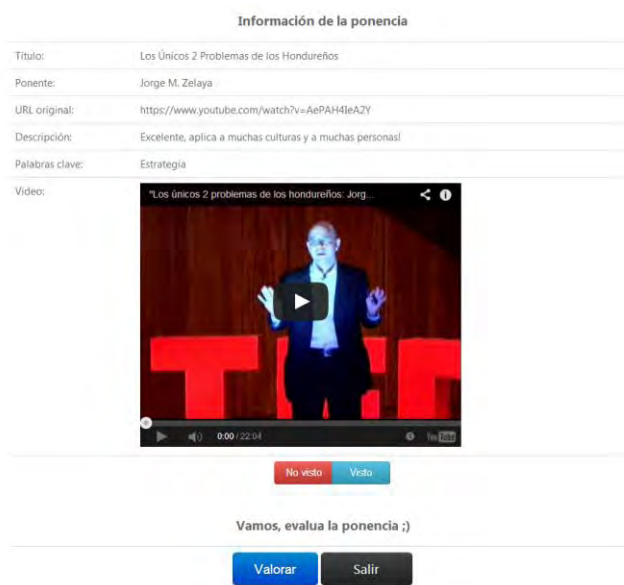 Información de la ponencia
Título: Los Únicos 2 Problemas de los Hondureños
Ponente: Jorge M. Zelaya
URL original: https://www.youtube.com/watch?v=AePAH4IeA2Y
Descripción: Excelente, aplica a muchas culturas y a muchas personas!
Palabras clave: Estrategia
Video:
"Los únicos 2 problemas de los hondureños: Jorg...
TED
0:00 / 22:04 YouTube
No visto Visto
Vamos, evalua la ponencia ;)
Valorar Salir